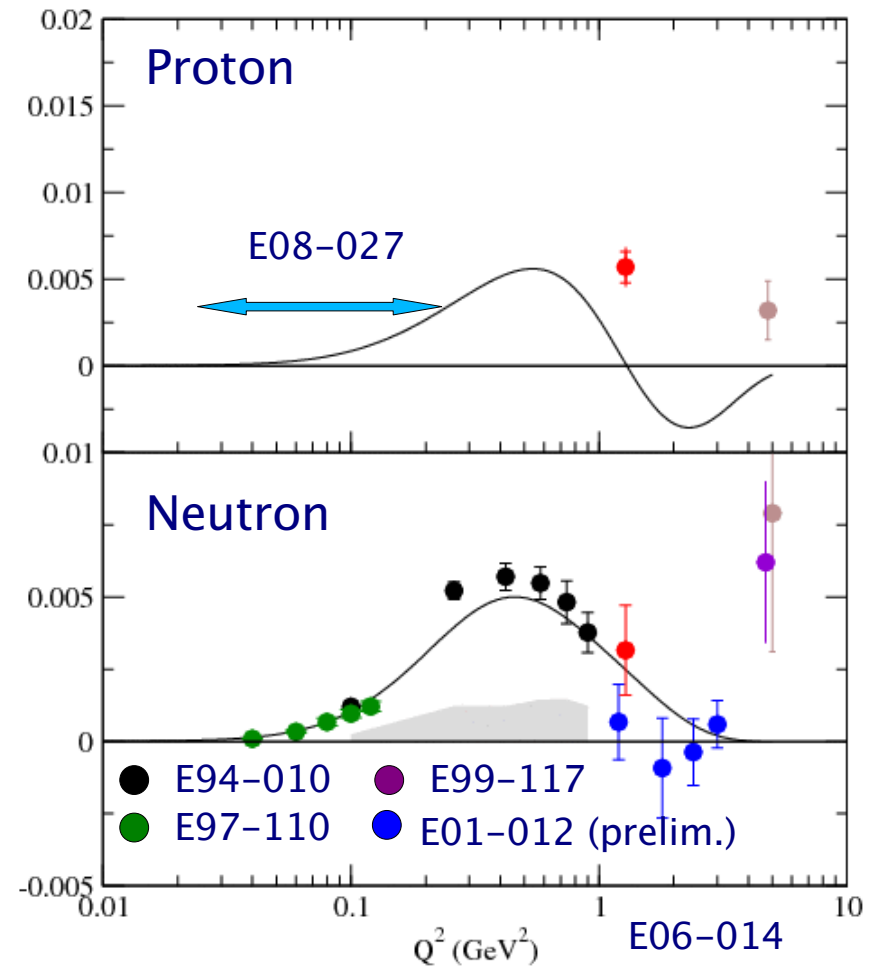 0.02
Proton
0.015
0.01
E08-027
0.005
0
0.01
Neutron
0.005
0
E94-010
E99-117
E97-110
E01-012 (prelim.)
-0.005
0.01 0.1 1 10
Q² (GeV²)
E06-014